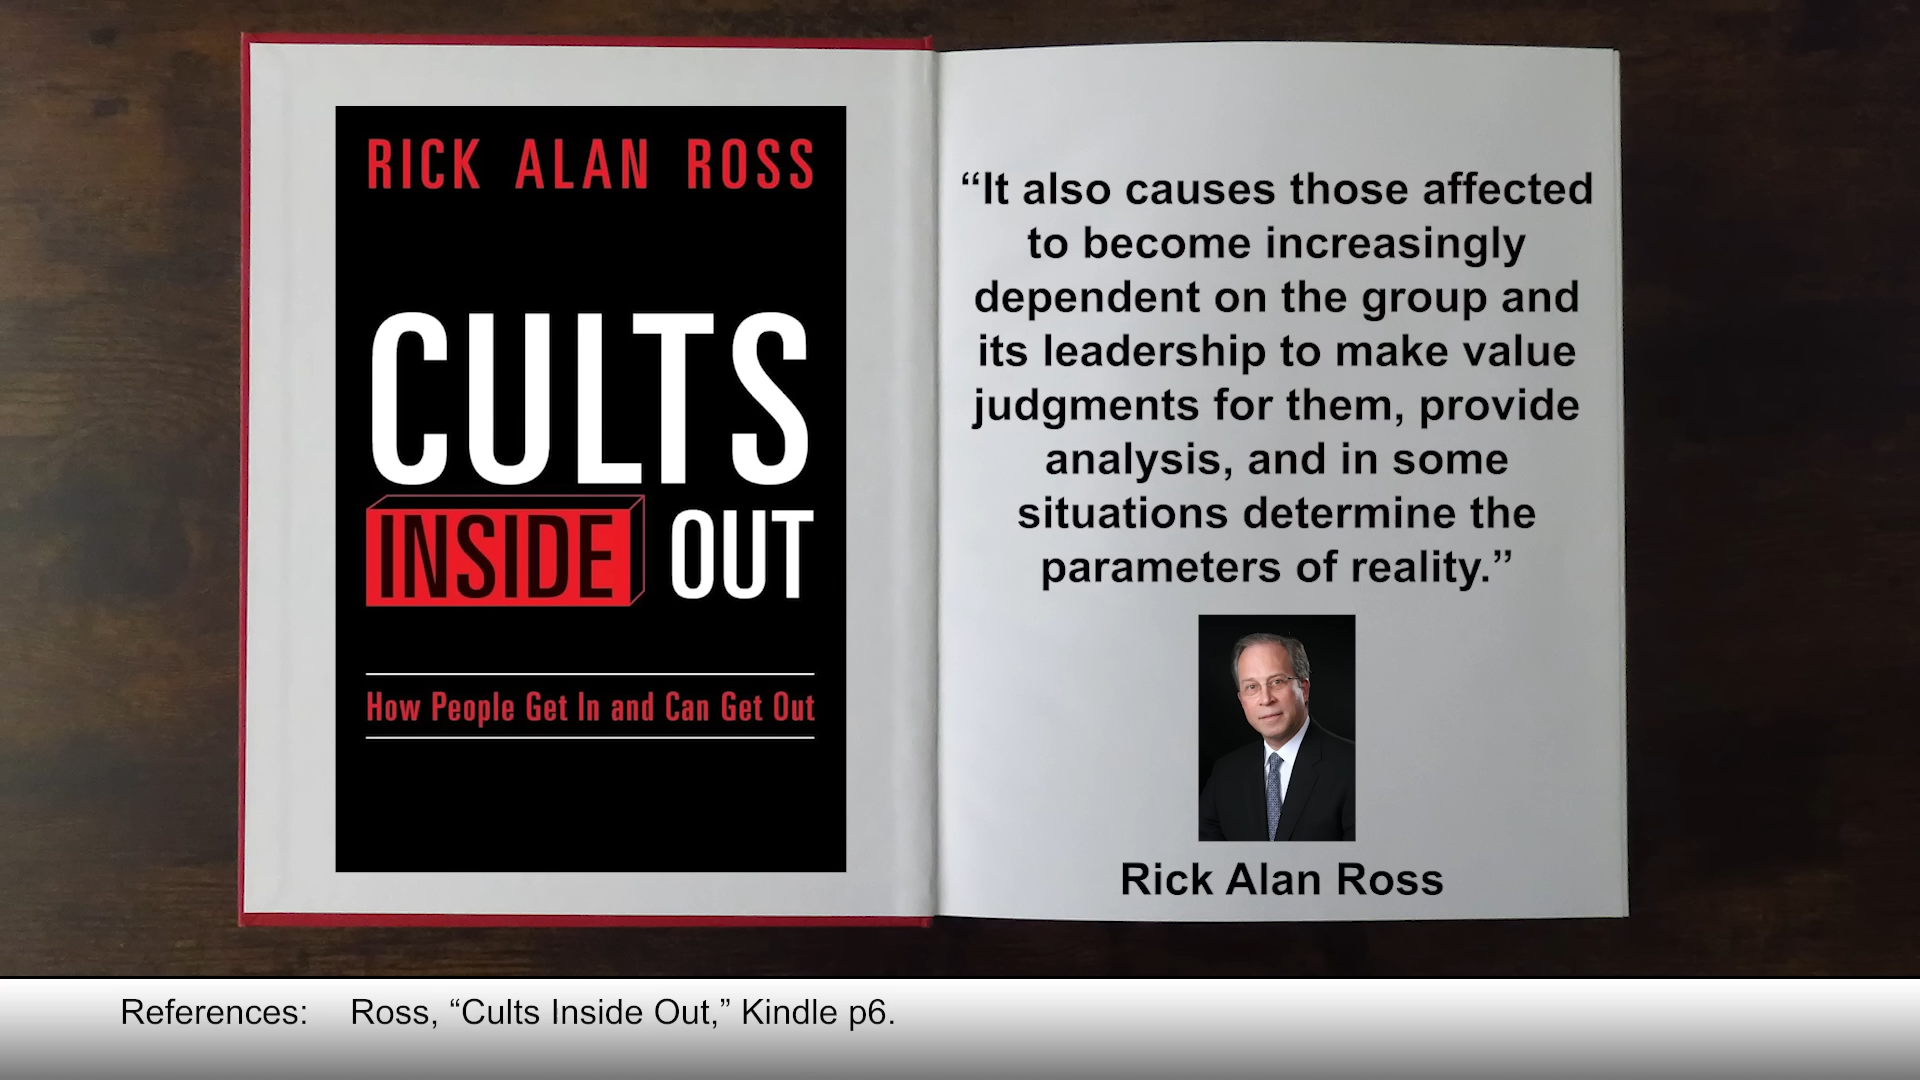 RICK ALAN ROSS
CULTS
INSIDE OUT
How People Get In and Can Get Out
“It also causes those affected
to become increasingly
dependent on the group and
its leadership to make value
judgments for them, provide
analysis, and in some
situations determine the
parameters of reality.”
Rick Alan Ross
References: Ross, “Cults Inside Out,” Kindle p6.